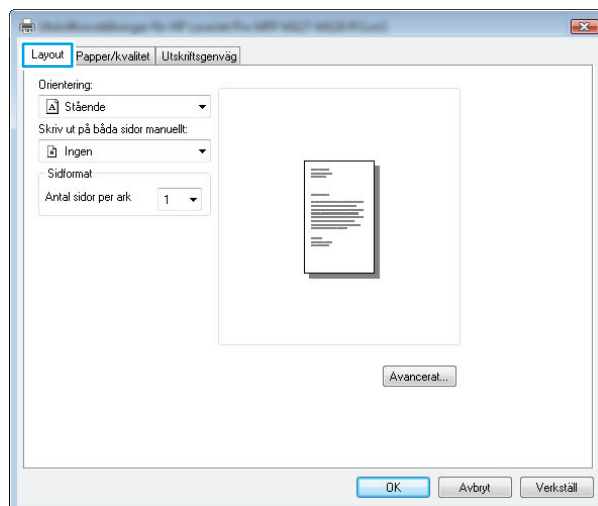 Layout
Papper/kvalitet
Utskriftsgenväg
Orientering:
Stående
Skriv ut på båda sidor manuellt:
Ingen
Sidformat
Antal sidor per ark
1
Avancerat...
OK
Avbryt
Verkställ